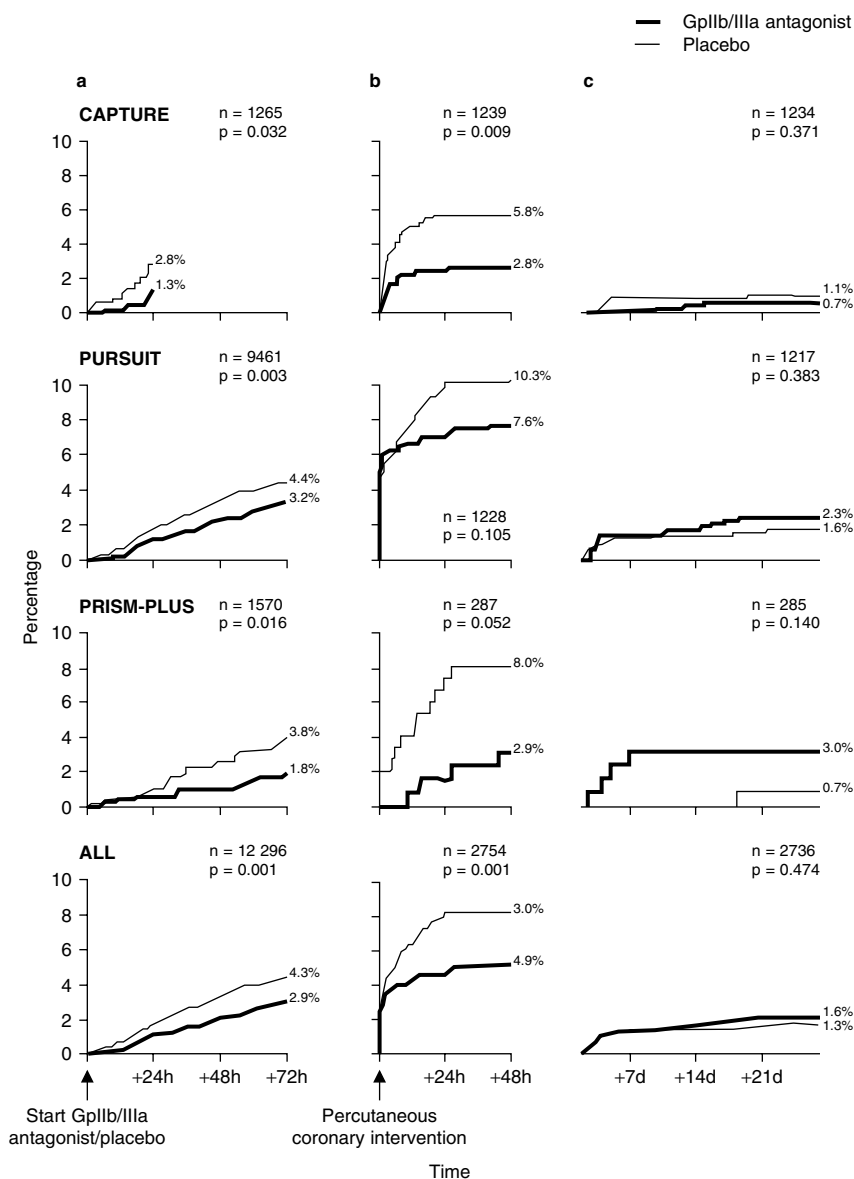 GpIIb/IIIa antagonist
Placebo
a
b
c
CAPTURE
n = 1265
p = 0.032
n = 1239
p = 0.009
n = 1234
p = 0.371
10
8
6
4
2
0
2.8%
1.3%
5.8%
2.8%
1.1%
0.7%
PURSUIT
n = 9461
p = 0.003
n = 1217
p = 0.383
10
8
6
4
2
0
4.4%
3.2%
10.3%
7.6%
n = 1228
p = 0.105
2.3%
1.6%
Percentage
PRISM-PLUS
n = 1570
p = 0.016
n = 287
p = 0.052
n = 285
p = 0.140
10
8
6
4
2
0
3.8%
1.8%
8.0%
2.9%
3.0%
0.7%
ALL
n = 12 296
p = 0.001
n = 2754
p = 0.001
n = 2736
p = 0.474
10
8
6
4
2
0
4.3%
2.9%
3.0%
4.9%
1.6%
1.3%
+24h
+48h
+72h
+24h
+48h
+7d
+14d
+21d
Start GpIIb/IIIa
antagonist/placebo
Percutaneous
coronary intervention
Time